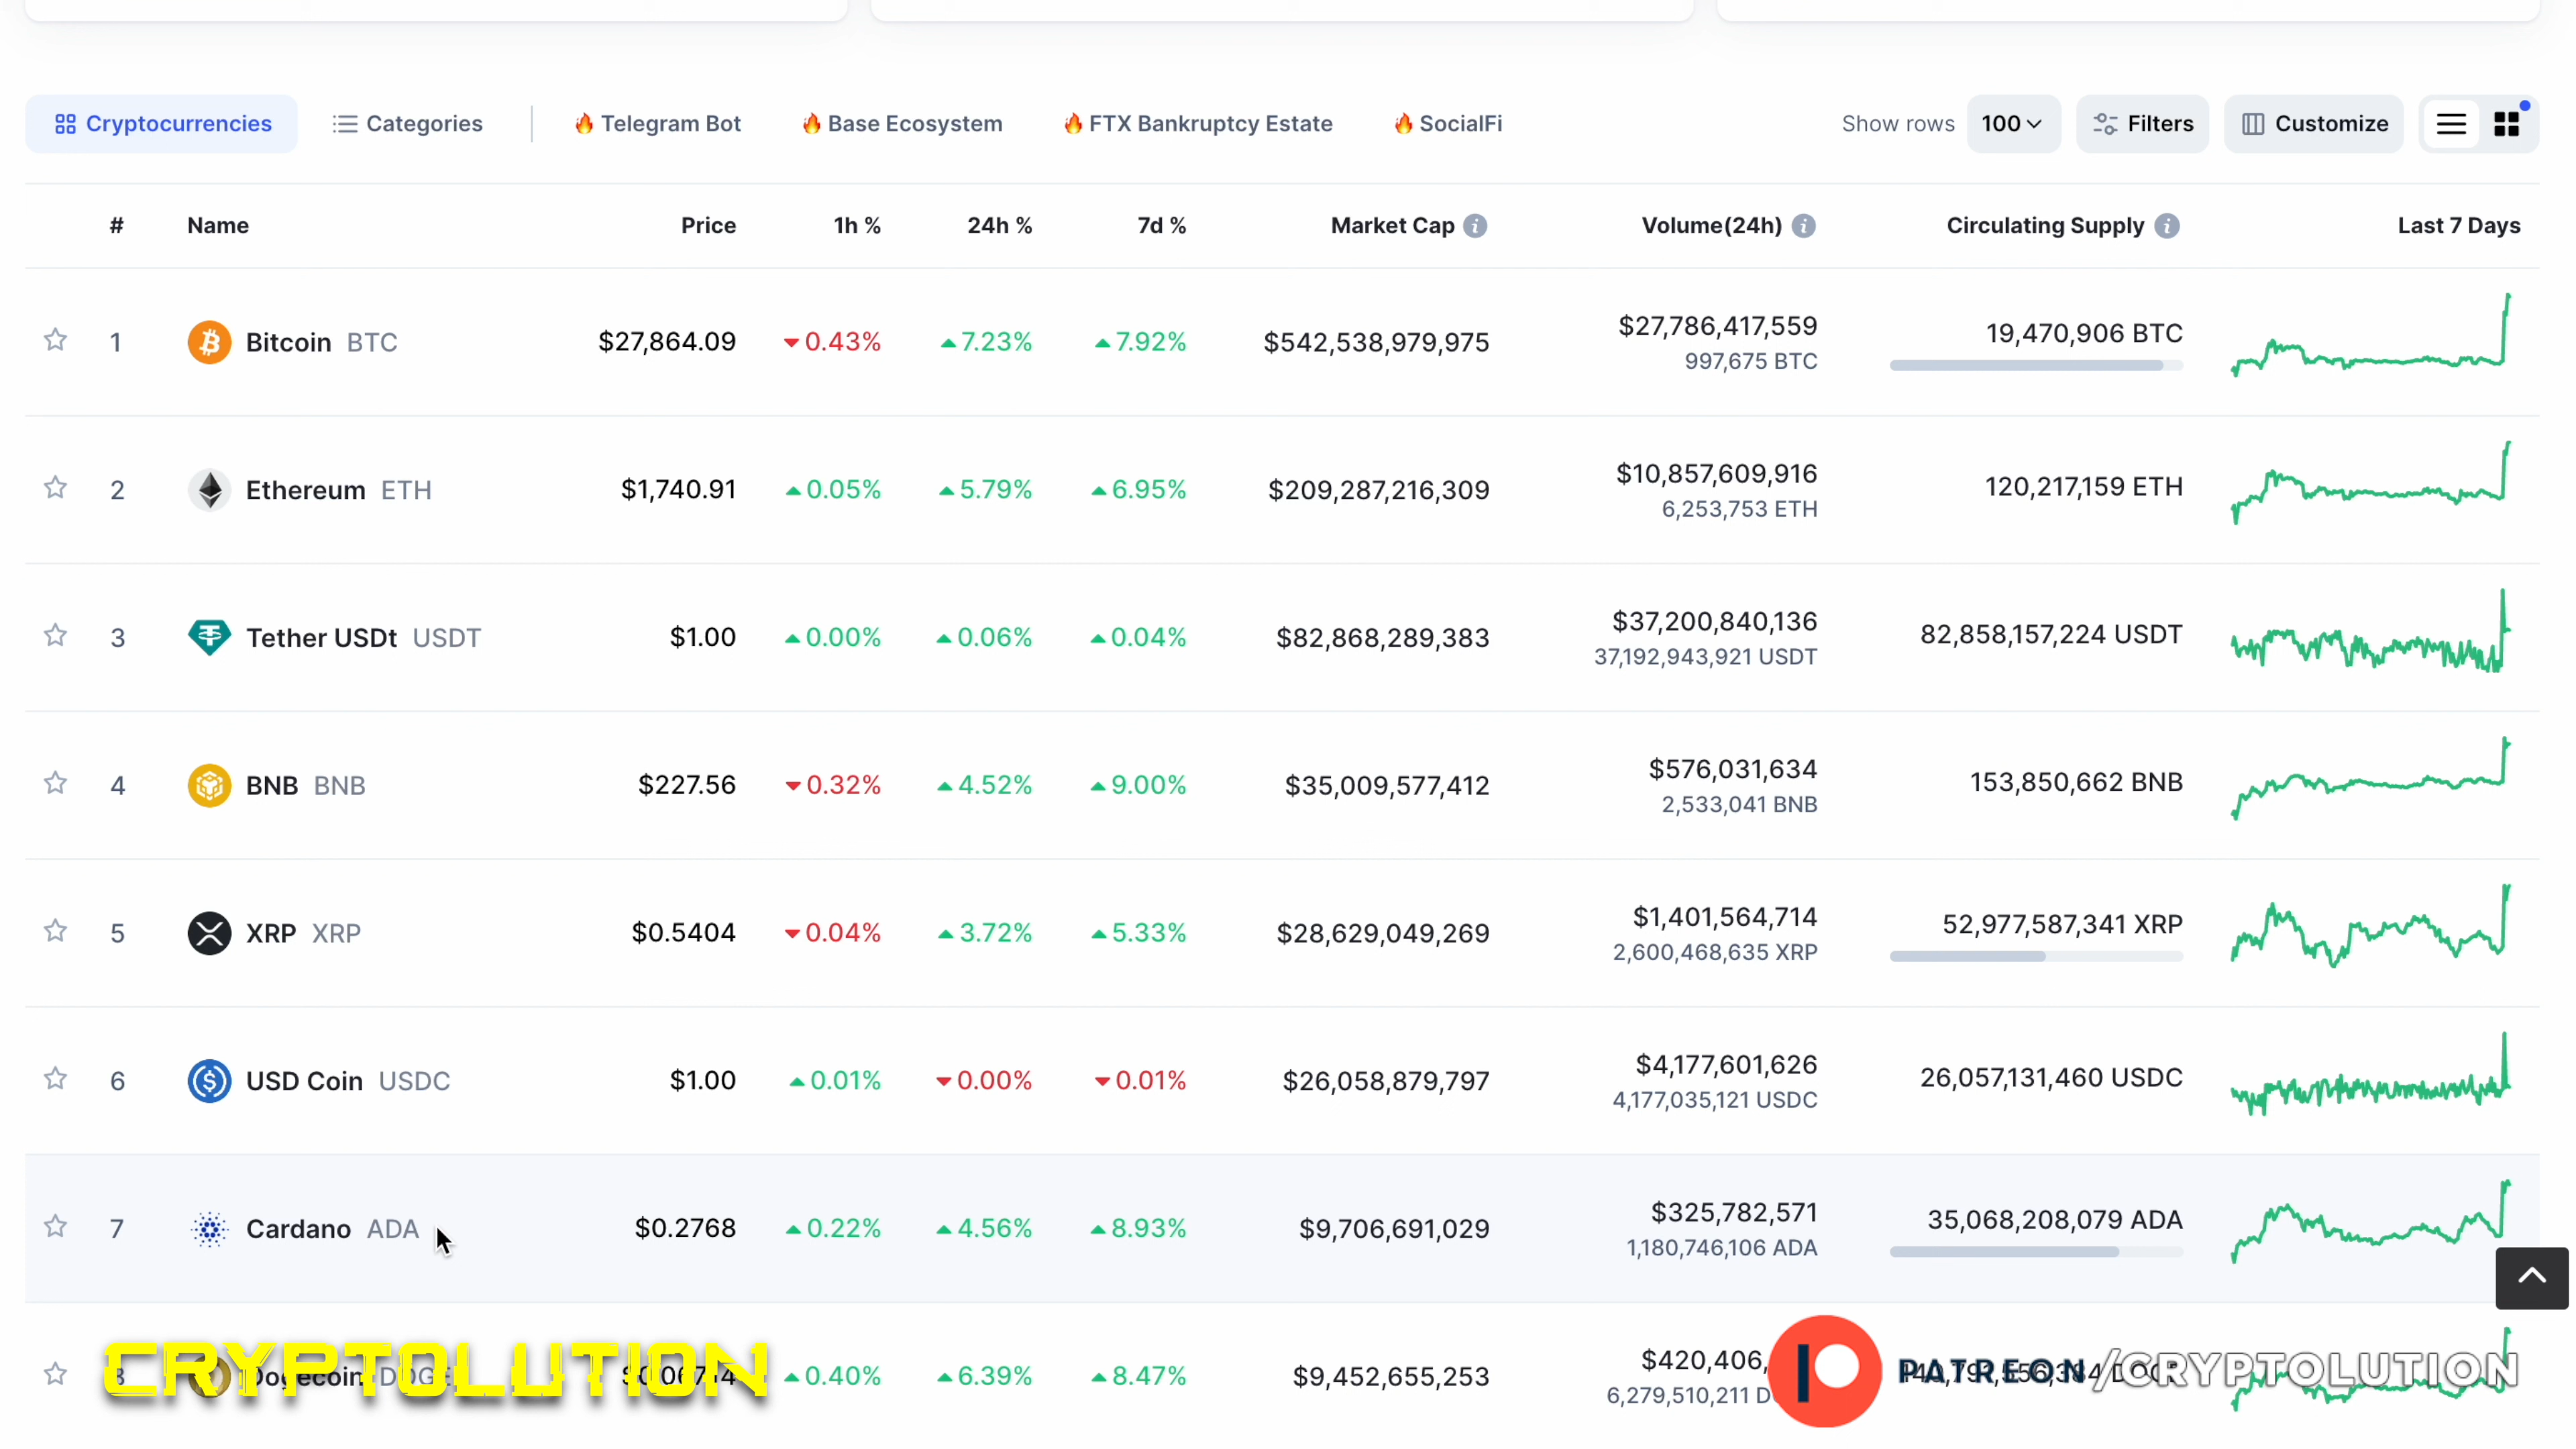 Cryptocurrencies Categories Telegram Bot Base Ecosystem FTX Bankruptcy Estate SocialFi Show rows 100 Filters Customize
# Name Price 1h % 24h % 7d % Market Cap Volume(24h) Circulating Supply Last 7 Days
1 Bitcoin BTC $27,864.09 0.43% 7.23% 7.92% $542,538,979,975 $27,786,417,559 19,470,906 BTC
997,675 BTC
2 Ethereum ETH $1,740.91 0.05% 5.79% 6.95% $209,287,216,309 $10,857,609,916 120,217,159 ETH
6,253,753 ETH
3 Tether USDt USDT $1.00 0.00% 0.06% 0.04% $82,868,289,383 $37,200,840,136 82,858,157,224 USDT
37,192,943,921 USDT
4 BNB BNB $227.56 0.32% 4.52% 9.00% $35,009,577,412 $576,031,634 153,850,662 BNB
2,533,041 BNB
5 XRP XRP $0.5404 0.04% 3.72% 5.33% $28,629,049,269 $1,401,564,714 52,977,587,341 XRP
2,600,468,635 XRP
6 USD Coin USDC $1.00 0.01% 0.00% 0.01% $26,058,879,797 $4,177,601,626 26,057,131,460 USDC
4,177,035,121 USDC
7 Cardano ADA $0.2768 0.22% 4.56% 8.93% $9,706,691,029 $325,782,571 35,068,208,079 ADA
1,180,746,106 ADA
8 Dogecoin DOGE 0.40% 6.39% 8.47% $9,452,655,253 $420,406,
6,279,510,211
CRYPTOLUTION
PATREON/CRYPTOLUTION